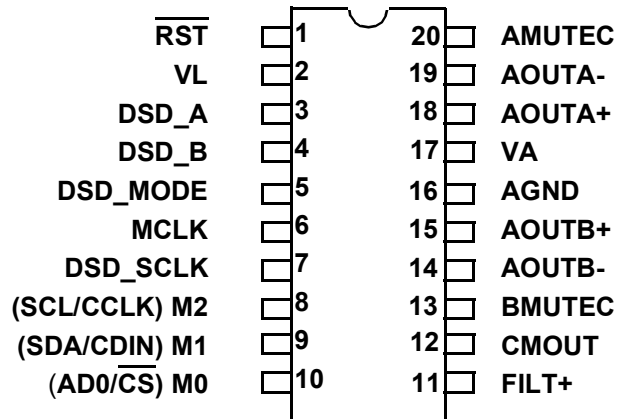 RST 1 20 AMUTEC
VL 2 19 AOUTA-
DSD_A 3 18 AOUTA+
DSD_B 4 17 VA
DSD_MODE 5 16 AGND
MCLK 6 15 AOUTB+
DSD_SCLK 7 14 AOUTB-
(SCL/CCLK) M2 8 13 BMUTEC
(SDA/CDIN) M1 9 12 CMOUT
(AD0/CS) M0 10 11 FILT+